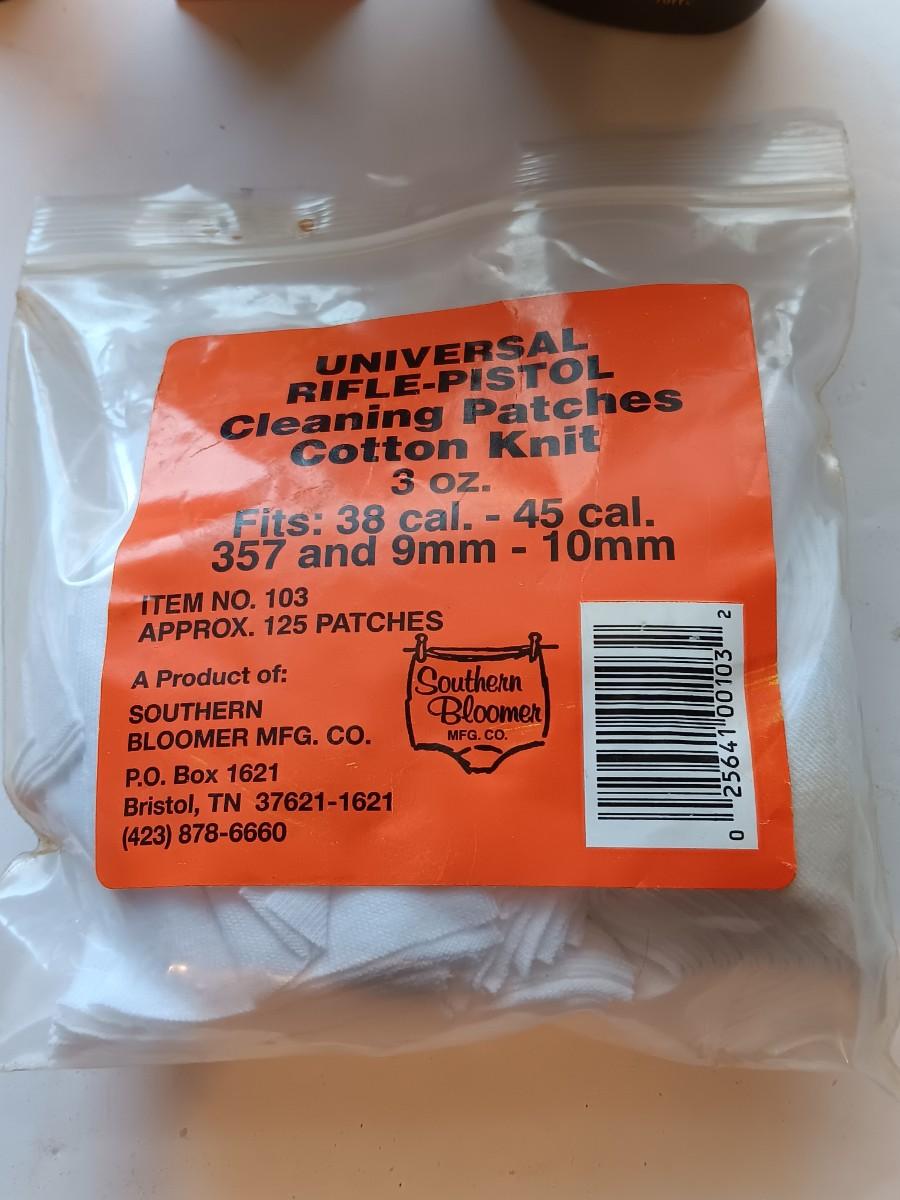 UNIVERSAL
RIFLE-PISTOL
Cleaning Patches
Cotton Knit
3 oz.
Fits: 38 cal. - 45 cal.
357 and 9mm - 10mm
ITEM NO. 103
APPROX. 125 PATCHES
A Product of:
SOUTHERN
BLOOMER MFG. CO.
P.O. Box 1621
Bristol, TN 37621-1621
(423) 878-6660
Southern
Bloomer
MFG. CO.
0 25641 00103 2